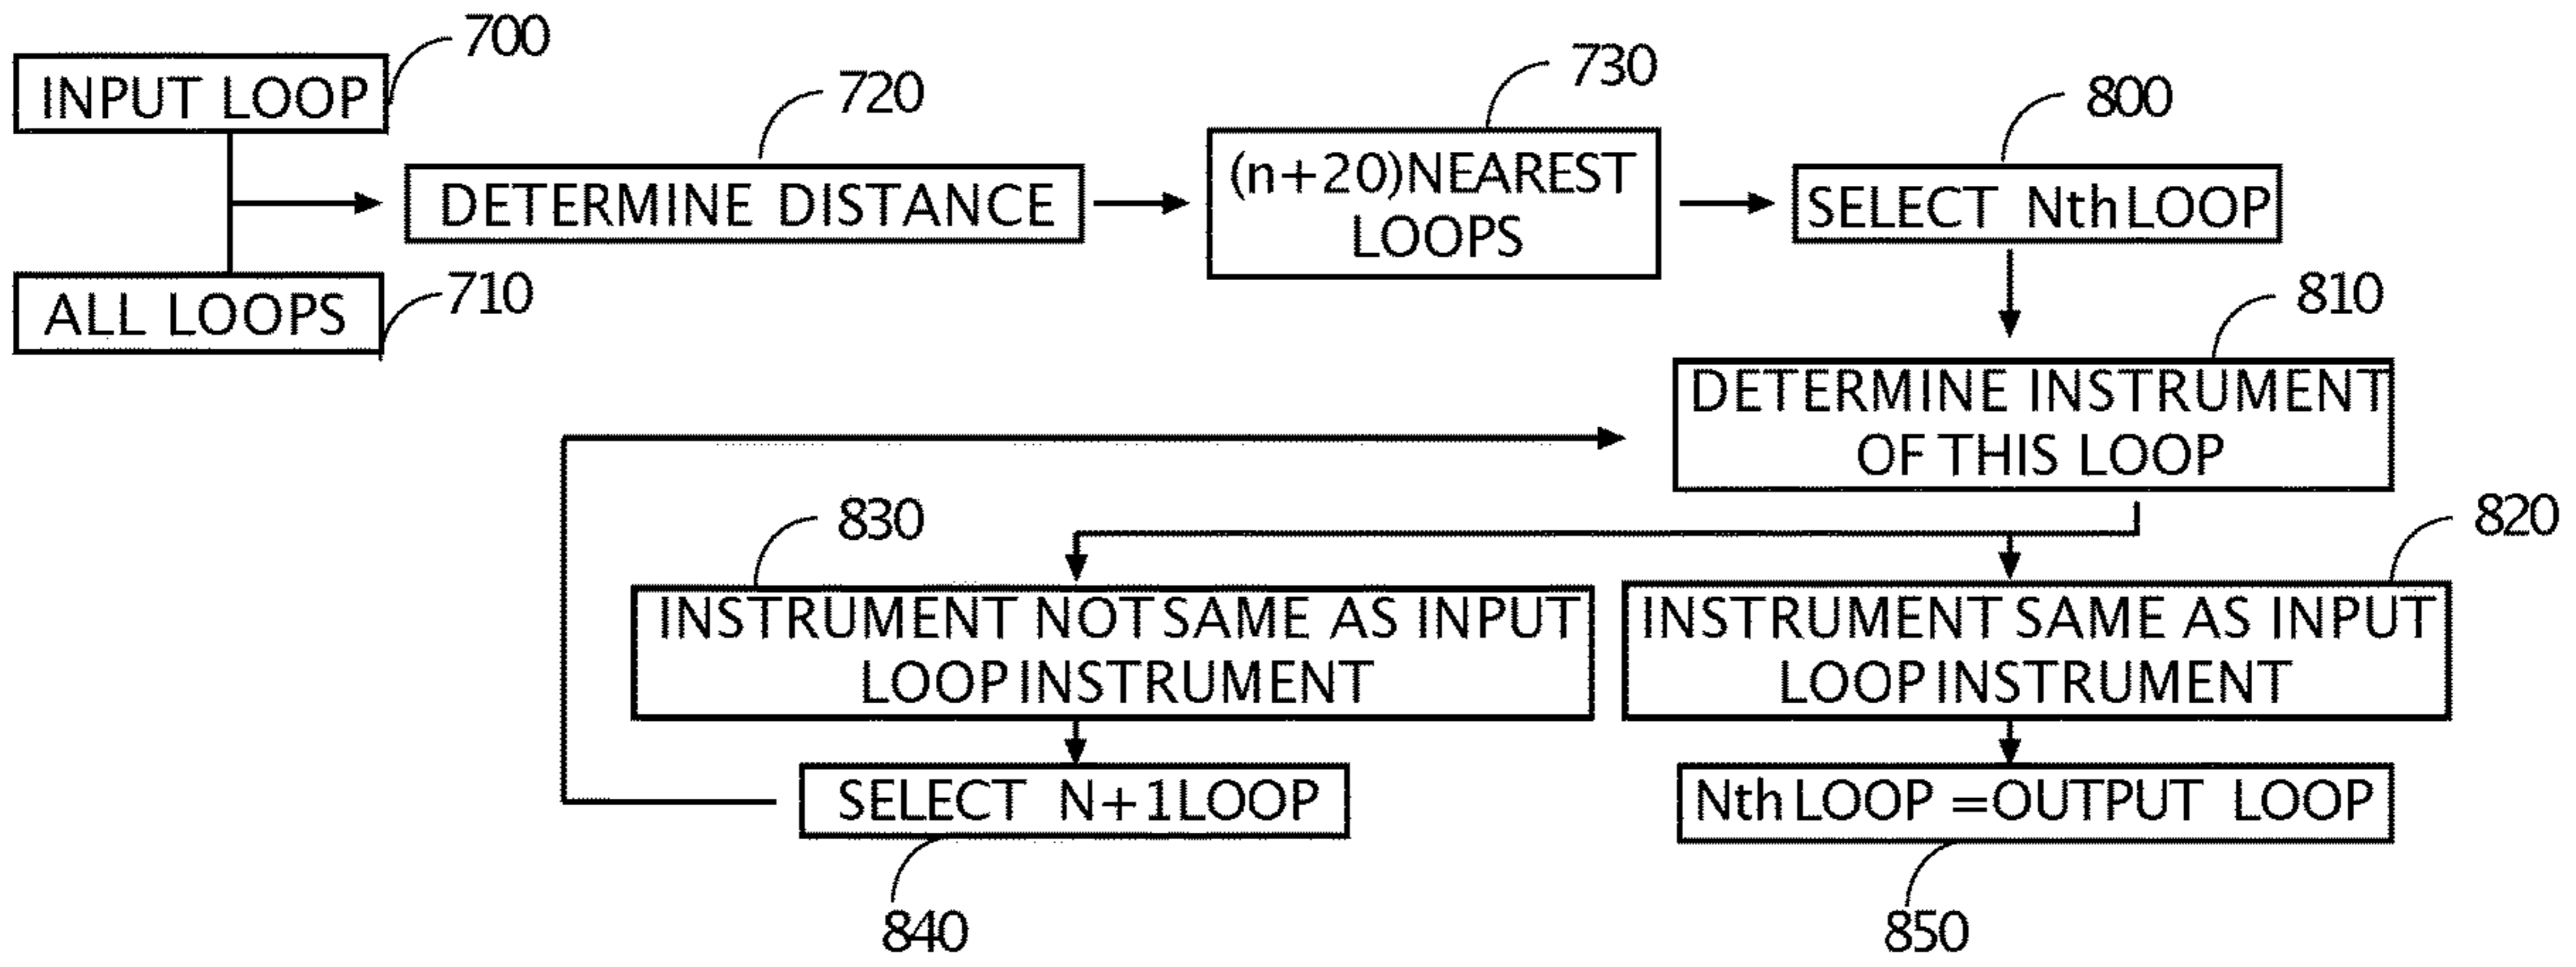 700
INPUT LOOP
710
ALL LOOPS
720
DETERMINE DISTANCE
730
(n+20)NEAREST
LOOPS
800
SELECT NthLOOP
810
DETERMINE INSTRUMENT
OF THIS LOOP
830
INSTRUMENT NOT SAME AS INPUT
LOOP INSTRUMENT
820
INSTRUMENT SAME AS INPUT
LOOP INSTRUMENT
SELECT N+1LOOP
840
Nth LOOP =OUTPUT LOOP
850